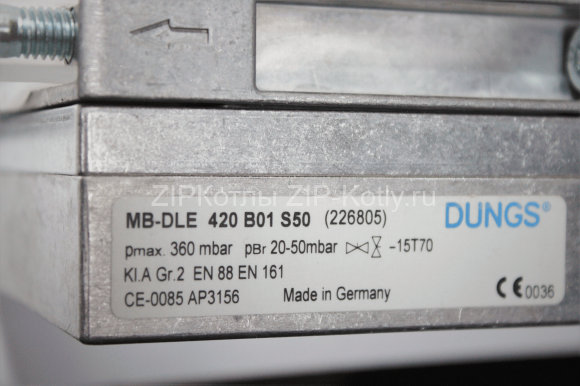 ZIPКотлы ZIP-Kotly.ru
MB-DLE 420 B01 S50 (226805) DUNGS®
pmax. 360 mbar pBr 20-50mbar -15T70
Kl.A Gr.2 EN 88 EN 161
CE-0085 AP3156 Made in Germany CE 0036